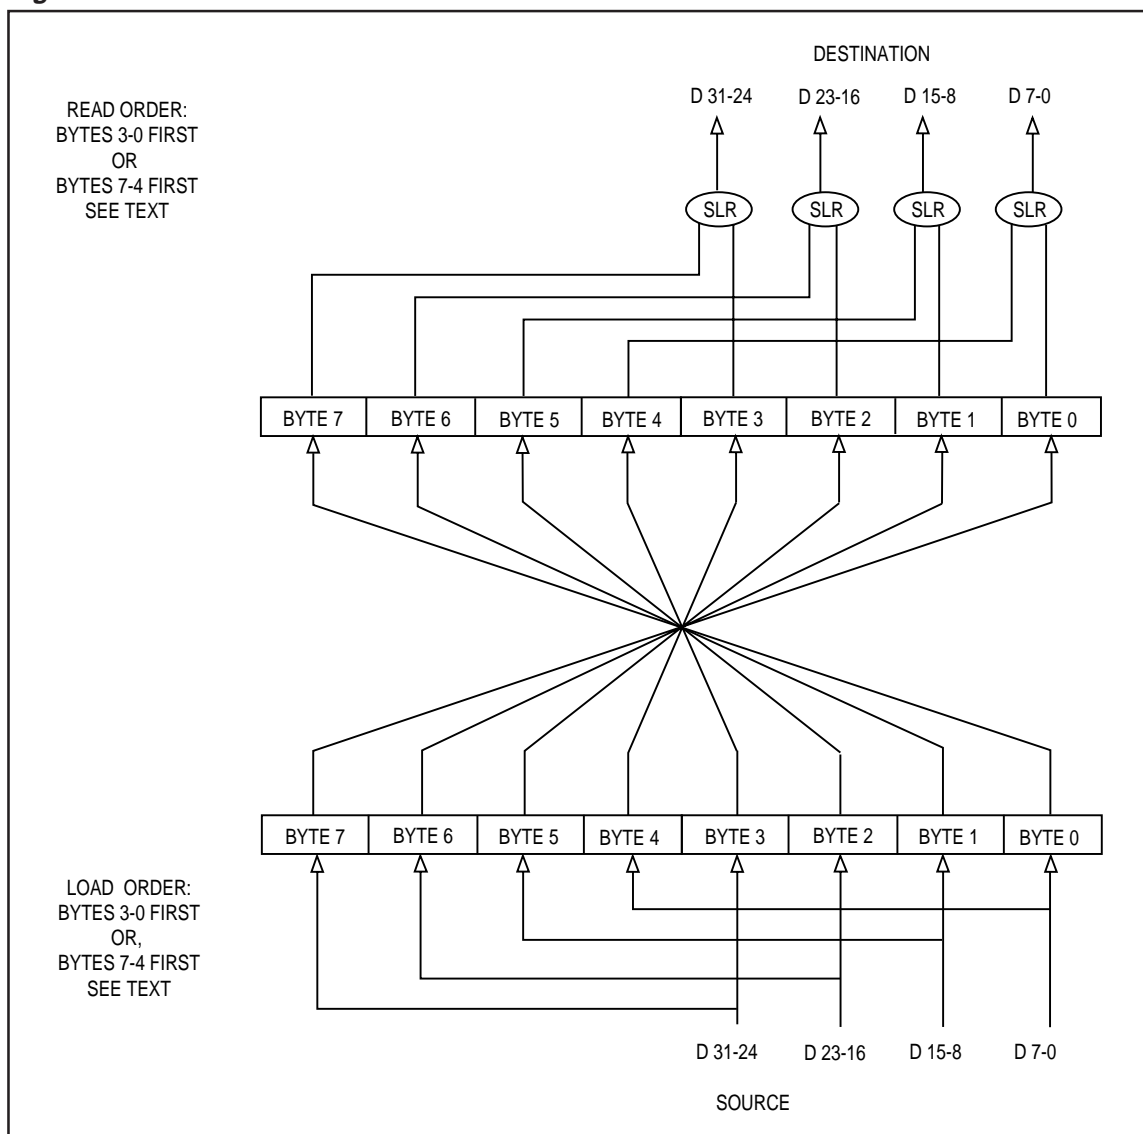 DESTINATION
D 31-24 D 23-16 D 15-8 D 7-0
READ ORDER:
BYTES 3-0 FIRST
OR
BYTES 7-4 FIRST
SEE TEXT
SLR SLR SLR SLR
BYTE 7 BYTE 6 BYTE 5 BYTE 4 BYTE 3 BYTE 2 BYTE 1 BYTE 0
BYTE 7 BYTE 6 BYTE 5 BYTE 4 BYTE 3 BYTE 2 BYTE 1 BYTE 0
LOAD ORDER:
BYTES 3-0 FIRST
OR,
BYTES 7-4 FIRST
SEE TEXT
D 31-24 D 23-16 D 15-8 D 7-0
SOURCE